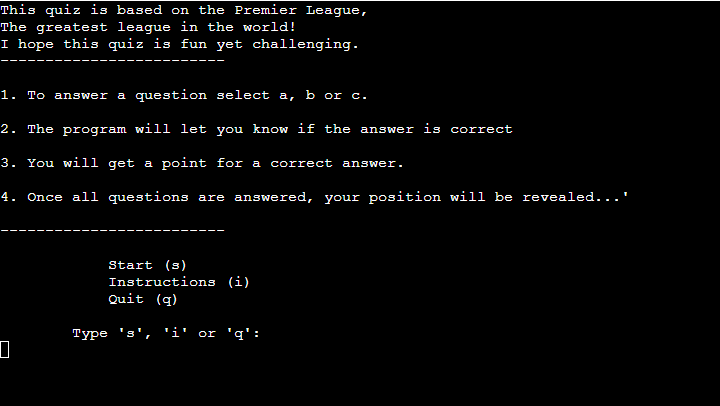 This quiz is based on the Premier League,
The greatest league in the world!
I hope this quiz is fun yet challenging.
-------------------------
1. To answer a question select a, b or c.
2. The program will let you know if the answer is correct
3. You will get a point for a correct answer.
4. Once all questions are answered, your position will be revealed...'
-------------------------
Start (s)
Instructions (i)
Quit (q)
Type 's', 'i' or 'q':